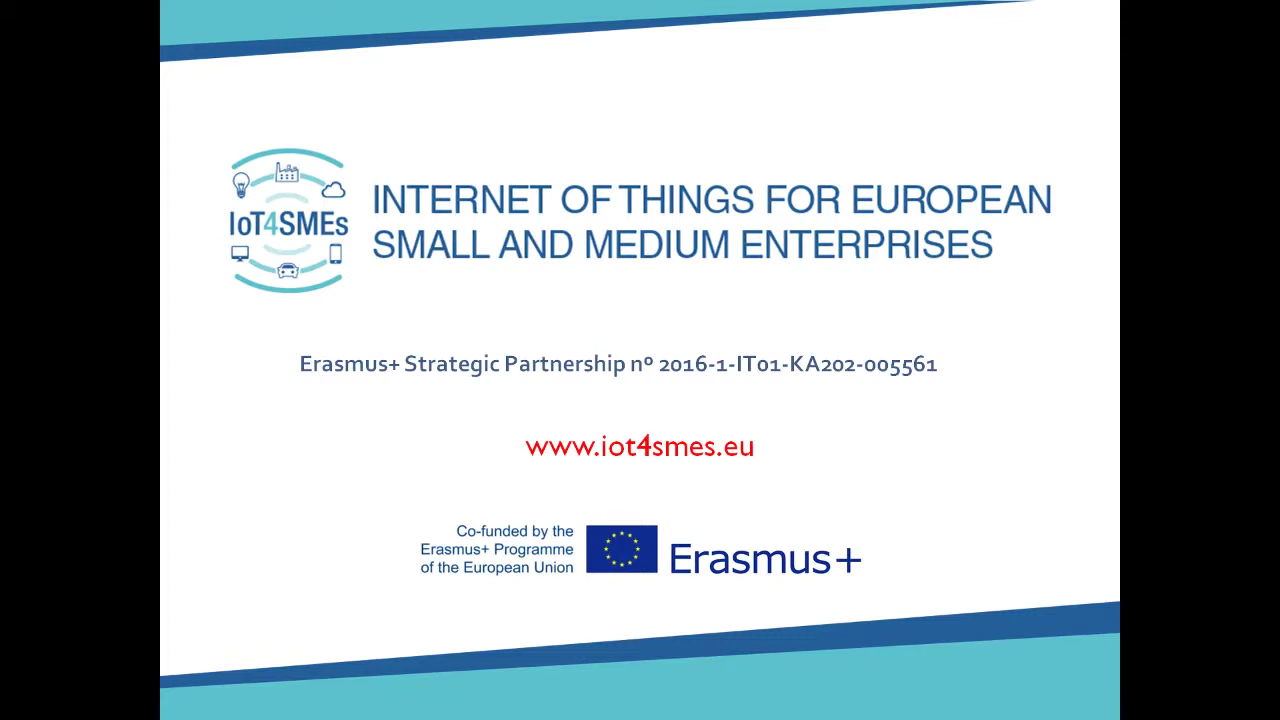 IoT4SMEs
INTERNET OF THINGS FOR EUROPEAN
SMALL AND MEDIUM ENTERPRISES
Erasmus+ Strategic Partnership nº 2016-1-IT01-KA202-005561
www.iot4smes.eu
Co-funded by the
Erasmus+ Programme
of the European Union
Erasmus+